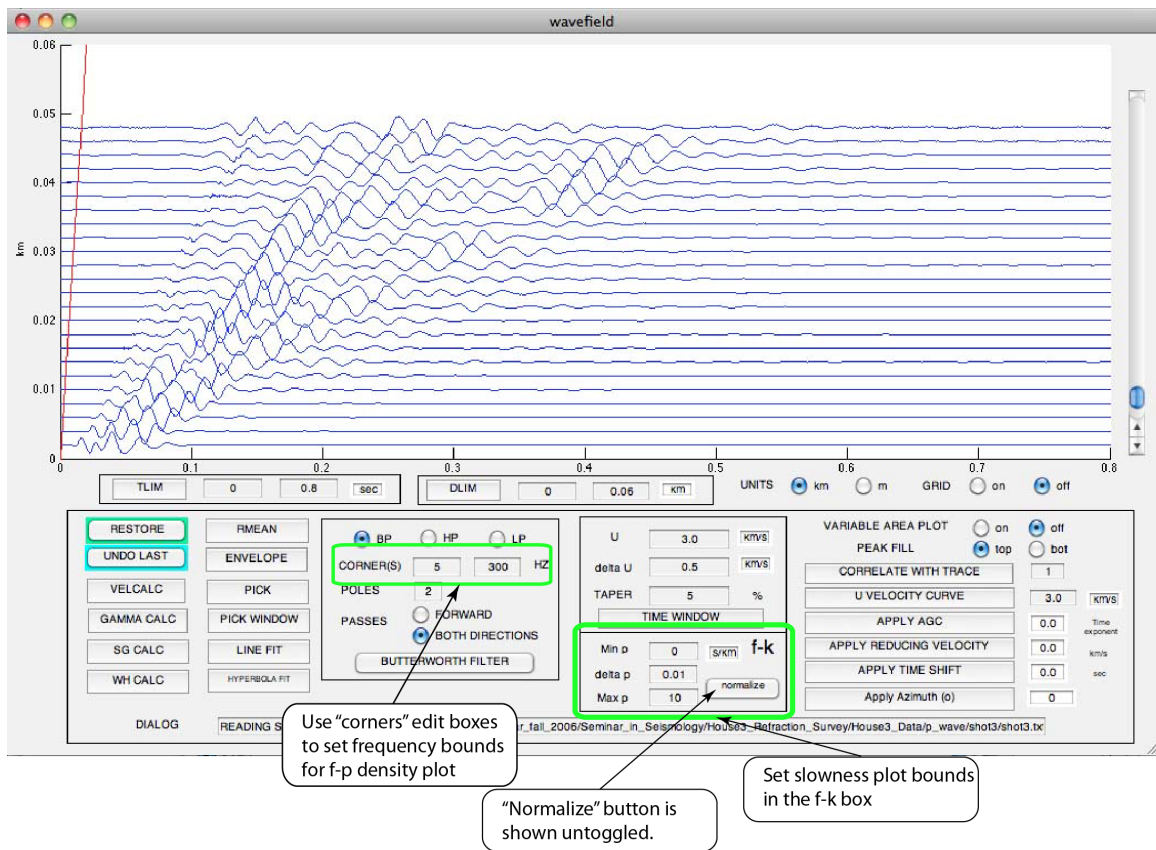 wavefield
0.06
0.05
0.04
km
0.03
0.02
0.01
0
0 0.1 0.2 0.3 0.4 0.5 0.6 0.7 0.8
TLIM 0 0.8 sec DLIM 0 0.06 KM UNITS km m GRID on off
RESTORE RMEAN
UNDO LAST ENVELOPE
VELCALC PICK
GAMMA CALC PICK WINDOW
SG CALC LINE FIT
WH CALC HYPERBOLA FIT
BP HP LP
CORNER(S) 5 300 HZ
POLES 2
PASSES FORWARD
BOTH DIRECTIONS
BUTTERWORTH FILTER
U 3.0 KM/S
delta U 0.5 KM/S
TAPER 5 %
TIME WINDOW
Min p 0 S/KM f-k
delta p 0.01 normalize
Max p 10
VARIABLE AREA PLOT on off
PEAK FILL top bot
CORRELATE WITH TRACE 1
U VELOCITY CURVE 3.0 KM/S
APPLY AGC 0.0 Time exponent
APPLY REDUCING VELOCITY 0.0 km/s
APPLY TIME SHIFT 0.0 sec
Apply Azimuth (o) 0
DIALOG READING S ar_fall_2006/Seminar_in_Seismology/House3_Refraction_Survey/House3_Data/p_wave/shot3/shot3.tx
Use "corners" edit boxes
to set frequency bounds
for f-p density plot
"Normalize" button is
shown untoggled.
Set slowness plot bounds
in the f-k box